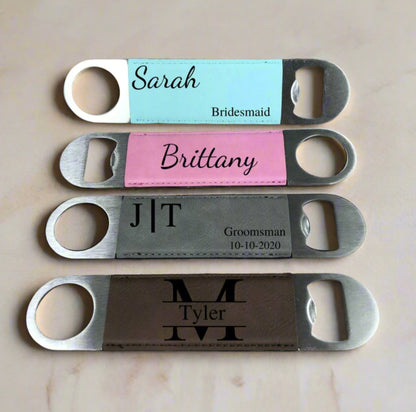 Sarah
Bridesmaid
Brittany
J|T
Groomsman
10-10-2020
M
Tyler